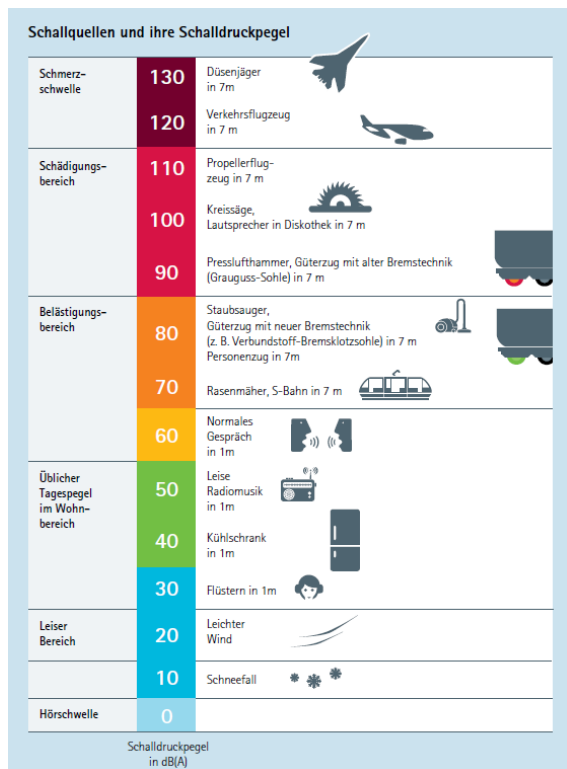 Schallquellen und ihre Schalldruckpegel
Schmerz-
schwelle
130
Düsenjäger
in 7m
120
Verkehrsflugzeug
in 7 m
Schädigungs-
bereich
110
Propellerflug-
zeug in 7 m
100
Kreissäge,
Lautsprecher in Diskothek in 7 m
90
Presslufthammer, Güterzug mit alter Bremstechnik
(Grauguss-Sohle) in 7 m
Belästigungs-
bereich
80
Staubsauger,
Güterzug mit neuer Bremstechnik
(z. B. Verbundstoff-Bremsklotzsohle) in 7 m
Personenzug in 7m
70
Rasenmäher, S-Bahn in 7 m
60
Normales
Gespräch
in 1m
Üblicher
Tagespegel
im Wohn-
bereich
50
Leise
Radiomusik
in 1m
40
Kühlschrank
in 1m
30
Flüstern in 1m
Leiser
Bereich
20
Leichter
Wind
10
Schneefall
Hörschwelle
0
Schalldruckpegel
in dB(A)